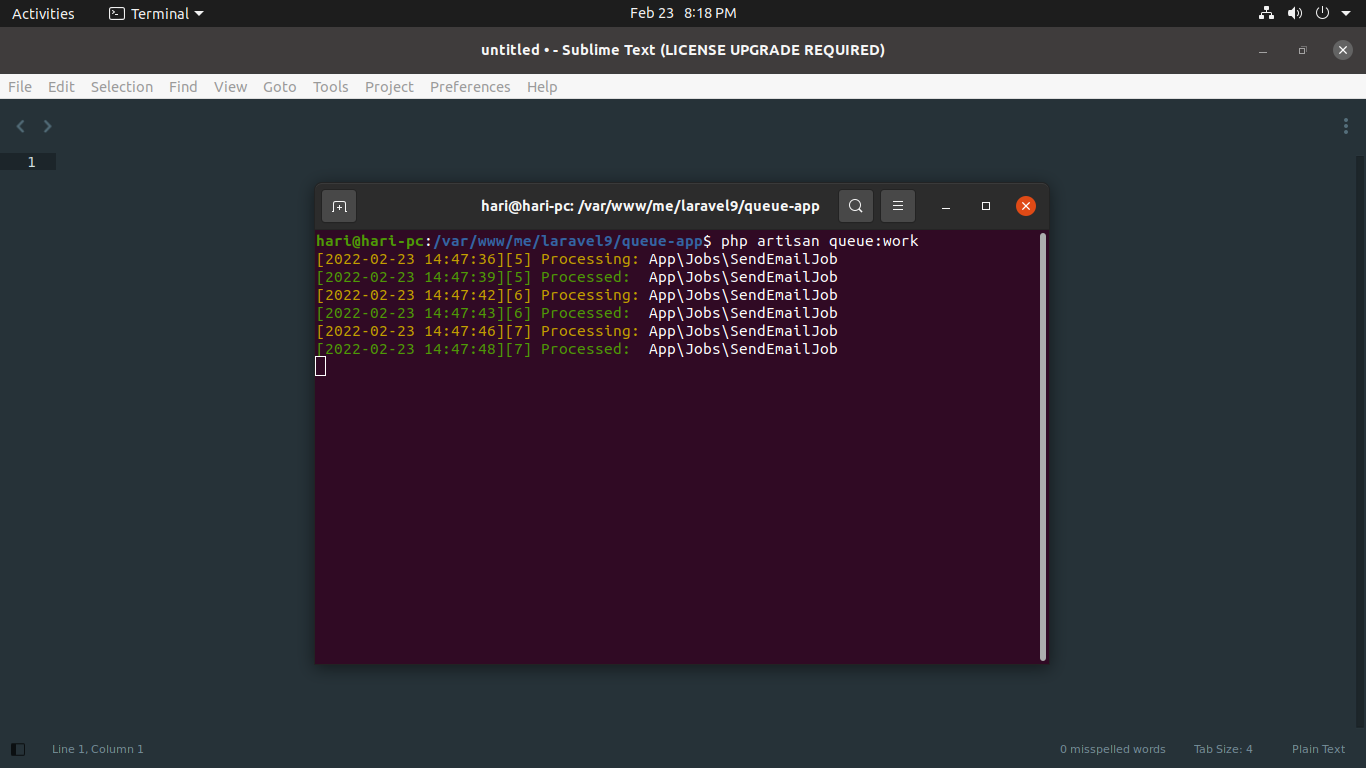 Activities Terminal Feb 23 8:18 PM
untitled • - Sublime Text (LICENSE UPGRADE REQUIRED)
File Edit Selection Find View Goto Tools Project Preferences Help
1
hari@hari-pc: /var/www/me/laravel9/queue-app
hari@hari-pc:/var/www/me/laravel9/queue-app$ php artisan queue:work
[2022-02-23 14:47:36][5] Processing: App\Jobs\SendEmailJob
[2022-02-23 14:47:39][5] Processed:  App\Jobs\SendEmailJob
[2022-02-23 14:47:42][6] Processing: App\Jobs\SendEmailJob
[2022-02-23 14:47:43][6] Processed:  App\Jobs\SendEmailJob
[2022-02-23 14:47:46][7] Processing: App\Jobs\SendEmailJob
[2022-02-23 14:47:48][7] Processed:  App\Jobs\SendEmailJob
Line 1, Column 1 0 misspelled words Tab Size: 4 Plain Text